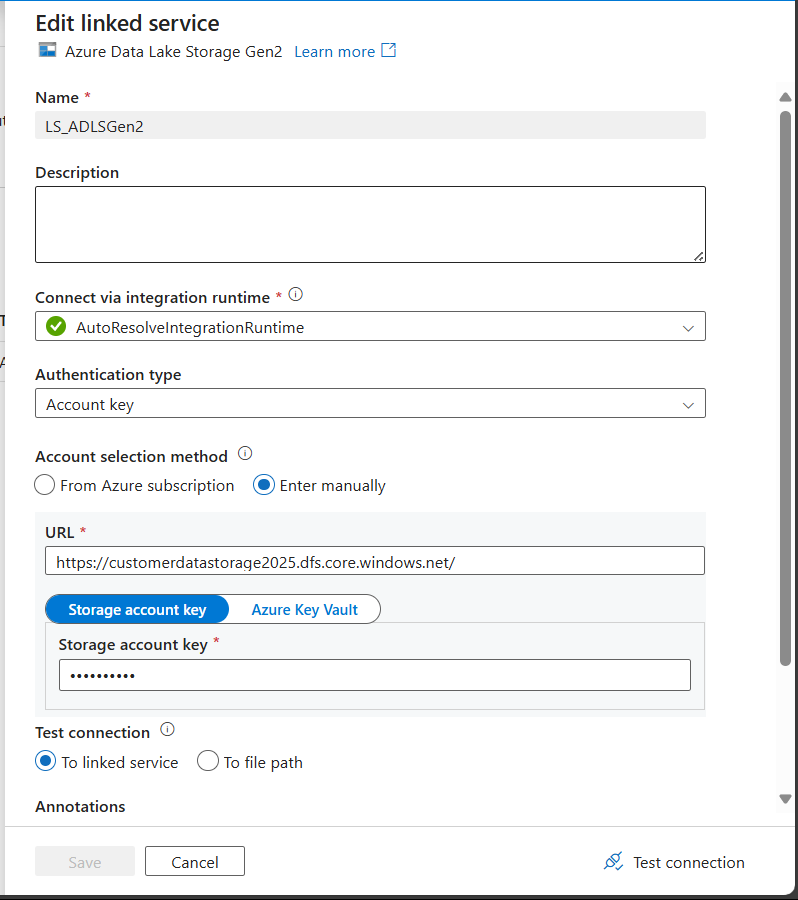 Edit linked service
Azure Data Lake Storage Gen2 Learn more
Name *
LS_ADLSGen2
Description
Connect via integration runtime *
AutoResolveIntegrationRuntime
Authentication type
Account key
Account selection method
From Azure subscription Enter manually
URL *
https://customerdatastorage2025.dfs.core.windows.net/
Storage account key Azure Key Vault
Storage account key *
••••••••••
Test connection
To linked service To file path
Annotations
Save Cancel Test connection